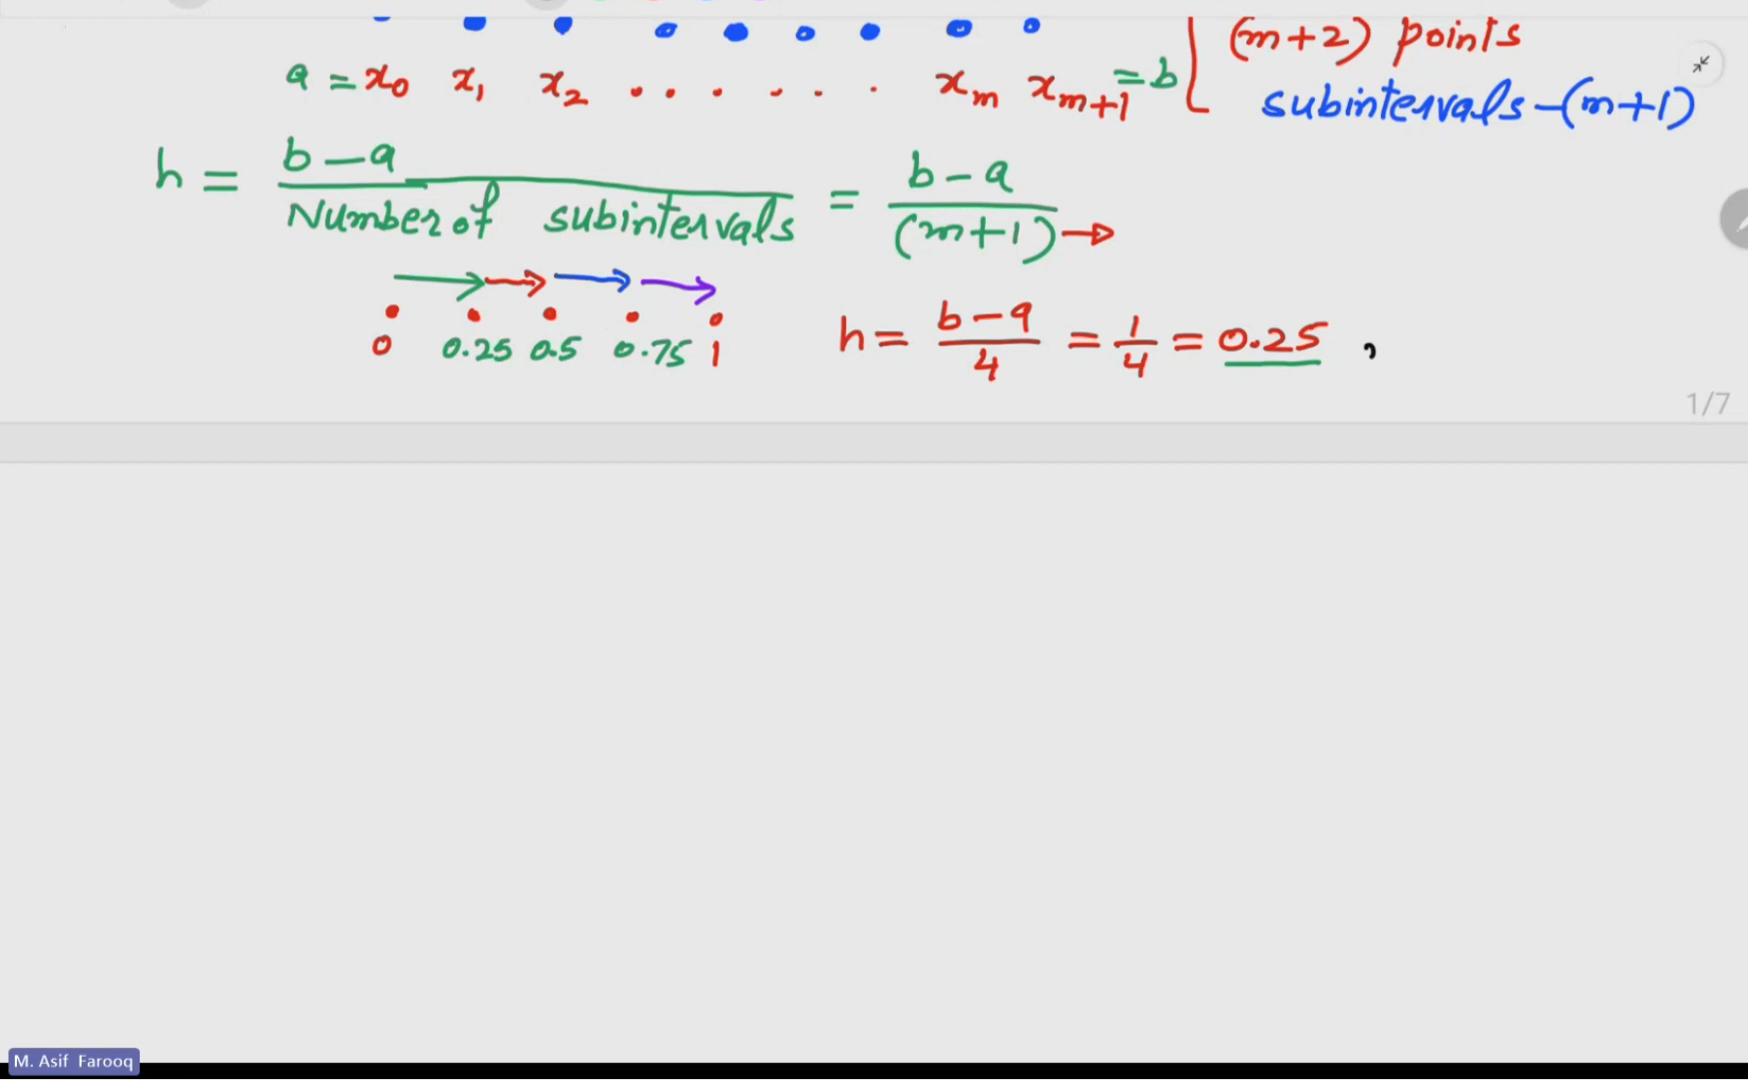 (m+2) points
a = x₀ x₁ x₂ . . . . . . . xₘ xₘ₊₁ = b
subintervals - (m+1)
h = b-a / Number of subintervals = b-a / (m+1) →
0 0.25 0.5 0.75 1
h = b-a / 4 = 1/4 = 0.25 ,
1/7
M. Asif Farooq